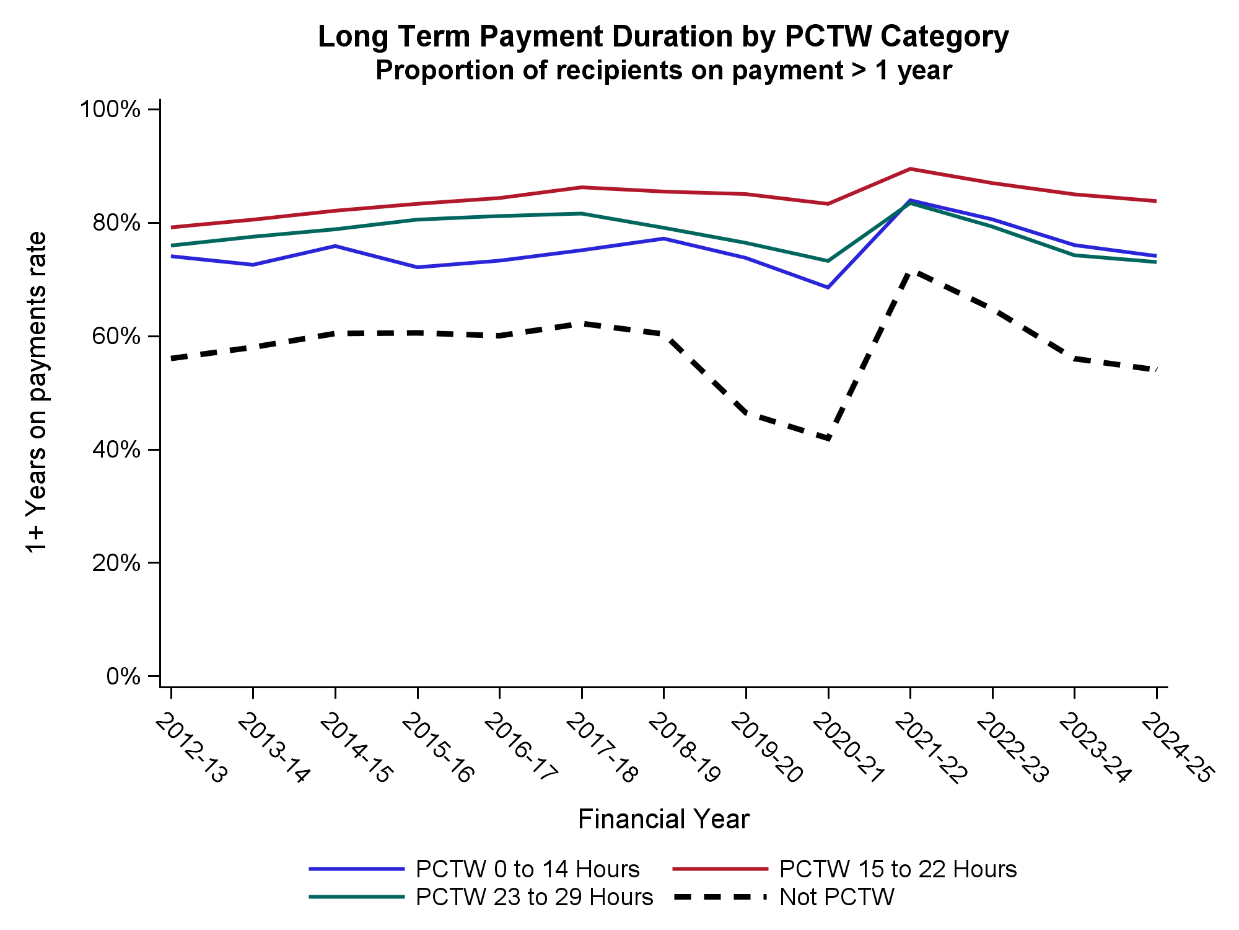 Long Term Payment Duration by PCTW Category
Proportion of recipients on payment > 1 year
1+ Years on payments rate
100%
80%
60%
40%
20%
0%
2012-13
2013-14
2014-15
2015-16
2016-17
2017-18
2018-19
2019-20
2020-21
2021-22
2022-23
2023-24
2024-25
Financial Year
PCTW 0 to 14 Hours
PCTW 15 to 22 Hours
PCTW 23 to 29 Hours
Not PCTW